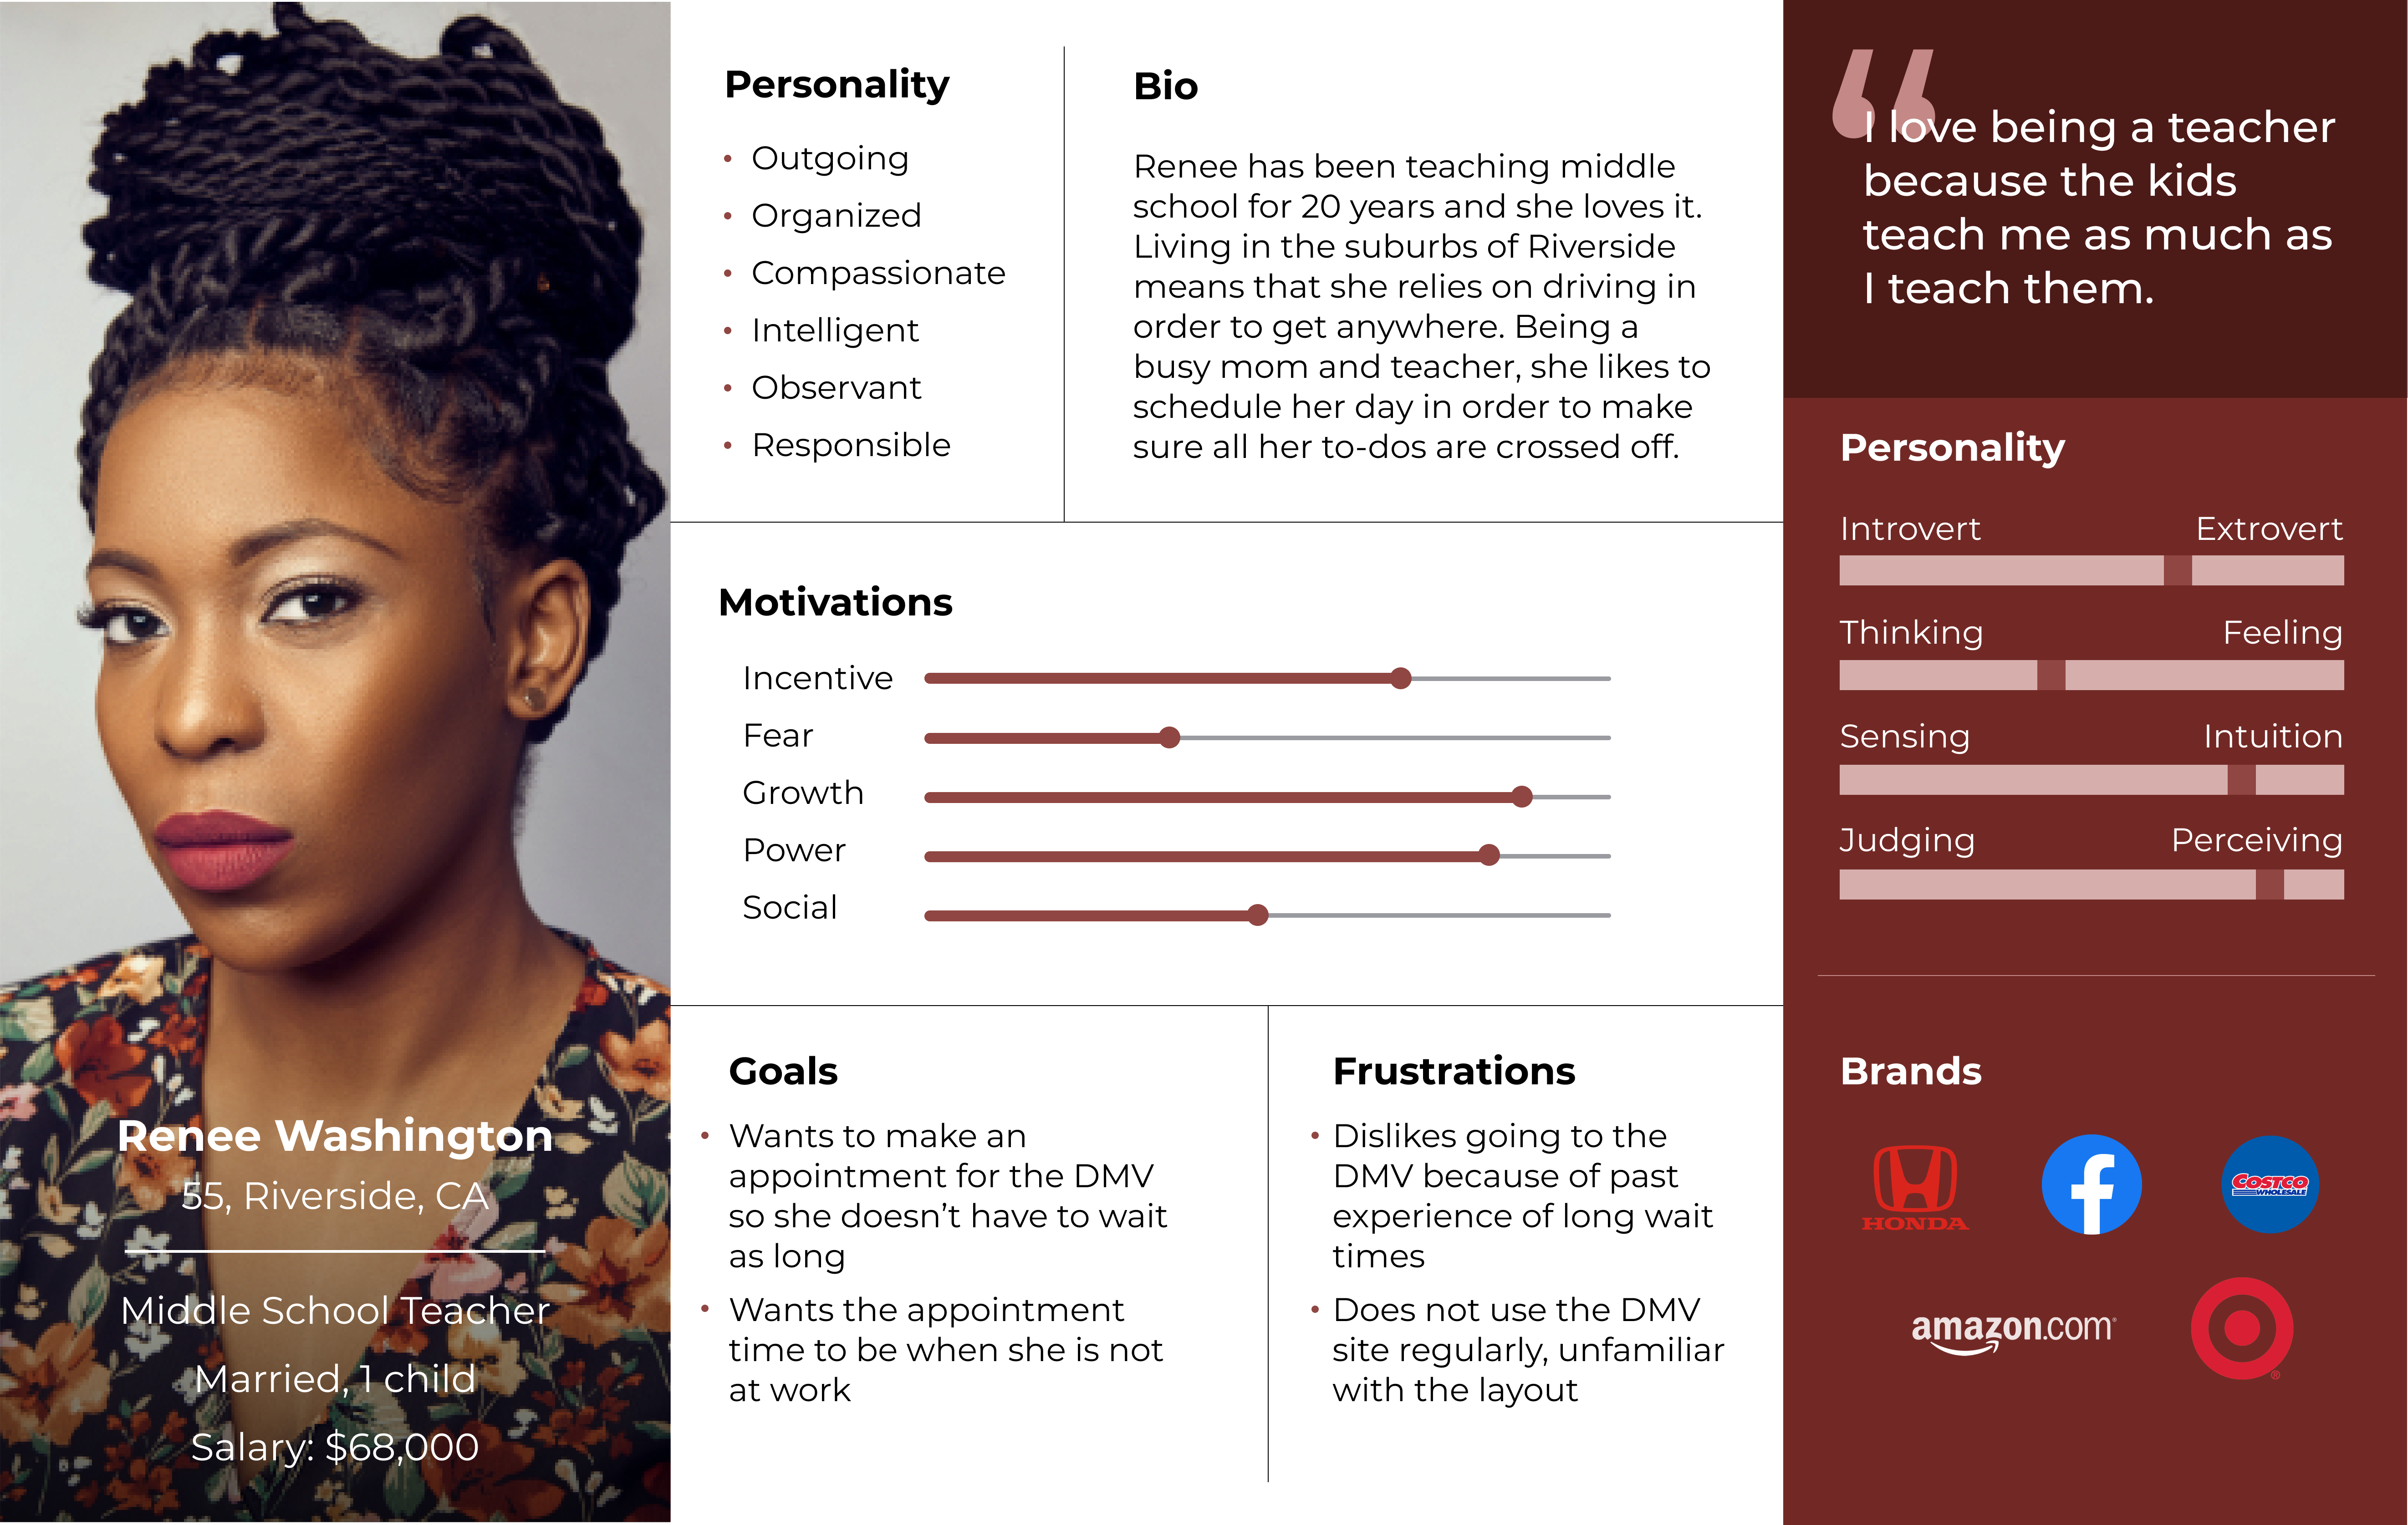 Renee Washington
55, Riverside, CA
Middle School Teacher
Married, 1 child
Salary: $68,000
Personality
• Outgoing
• Organized
• Compassionate
• Intelligent
• Observant
• Responsible
Bio
Renee has been teaching middle
school for 20 years and she loves it.
Living in the suburbs of Riverside
means that she relies on driving in
order to get anywhere. Being a
busy mom and teacher, she likes to
schedule her day in order to make
sure all her to-dos are crossed off.
Motivations
Incentive
Fear
Growth
Power
Social
Goals
• Wants to make an
appointment for the DMV
so she doesn’t have to wait
as long
• Wants the appointment
time to be when she is not
at work
Frustrations
• Dislikes going to the
DMV because of past
experience of long wait
times
• Does not use the DMV
site regularly, unfamiliar
with the layout
“
I love being a teacher
because the kids
teach me as much as
I teach them.
Personality
Introvert Extrovert
Thinking Feeling
Sensing Intuition
Judging Perceiving
Brands
HONDA
f
COSTCO
WHOLESALE
amazon.com®
®